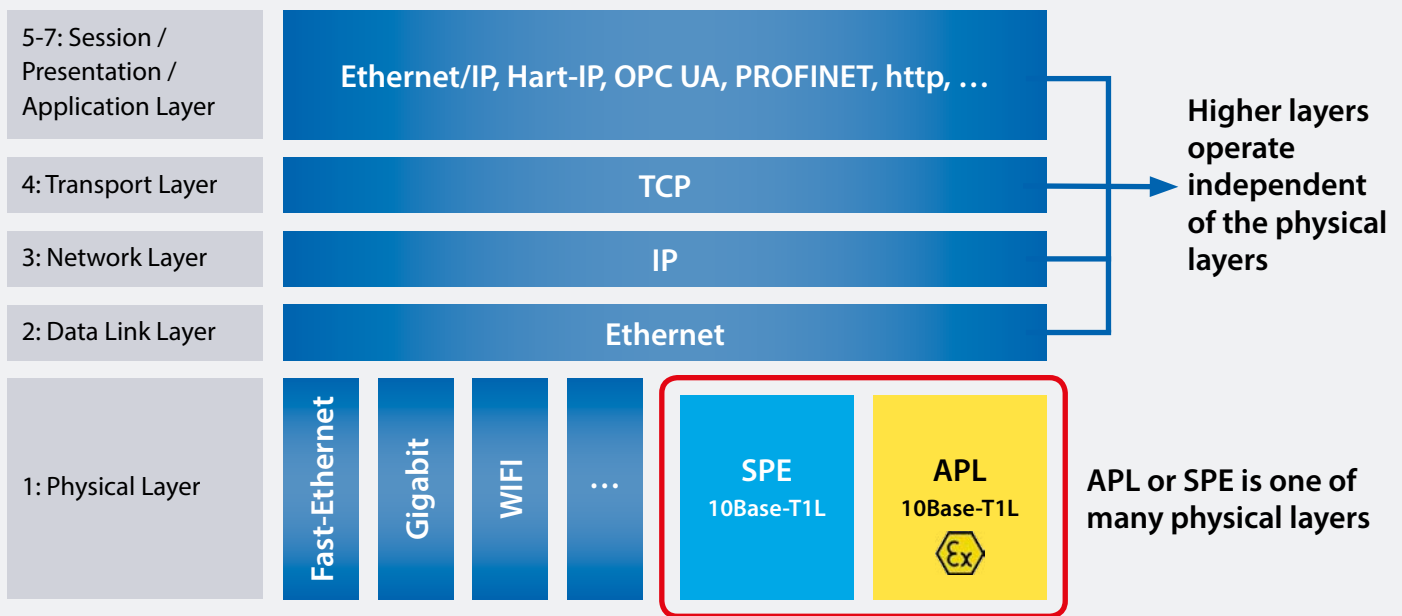 5-7: Session /
Presentation /
Application Layer
Ethernet/IP, Hart-IP, OPC UA, PROFINET, http, …
Higher layers
operate
independent
of the physical
layers
4: Transport Layer
TCP
3: Network Layer
IP
2: Data Link Layer
Ethernet
1: Physical Layer
Fast-Ethernet
Gigabit
WIFI
…
SPE
10Base-T1L
APL
10Base-T1L
Ex
APL or SPE is one of
many physical layers